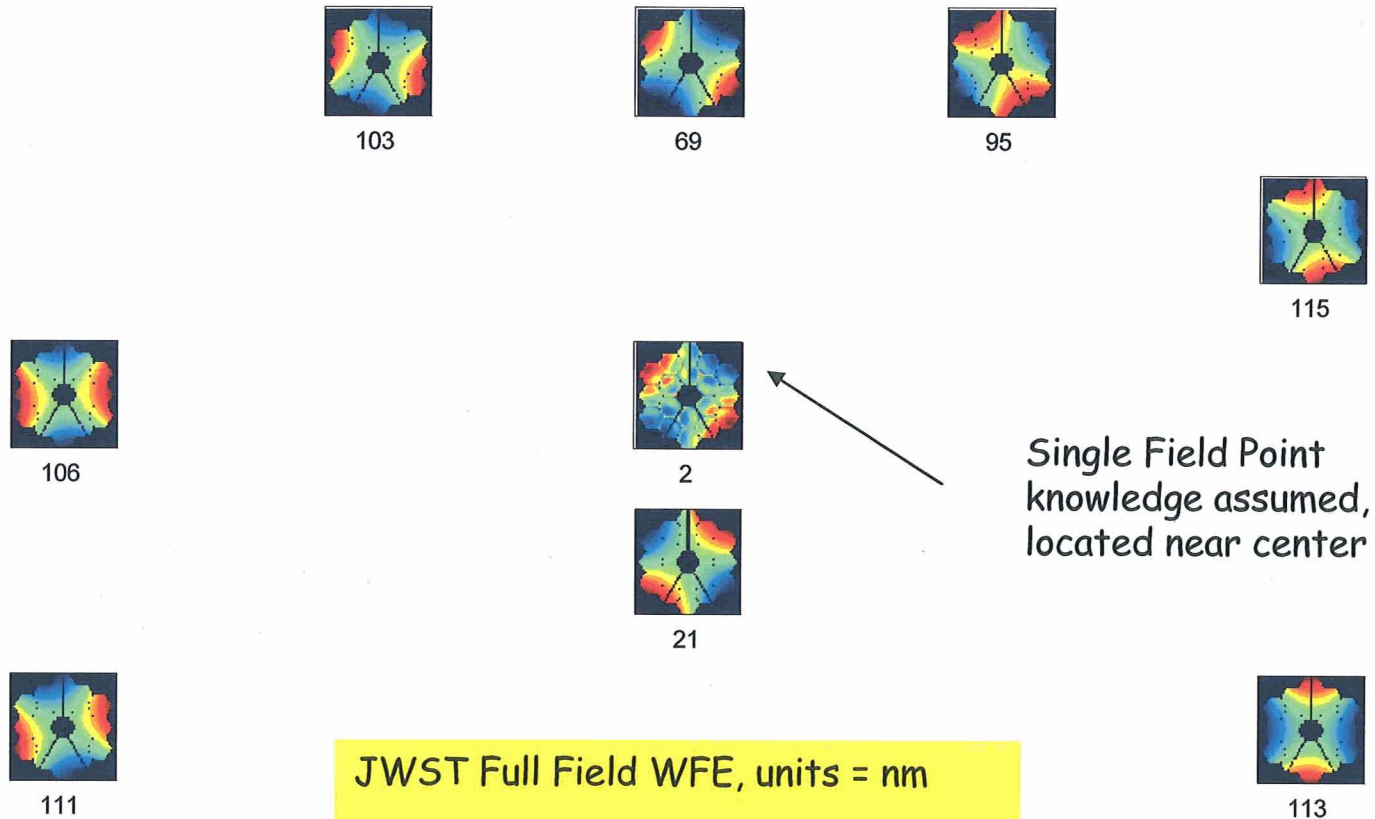 103
69
95
115
106
2
Single Field Point
knowledge assumed,
located near center
21
111
JWST Full Field WFE, units = nm
113